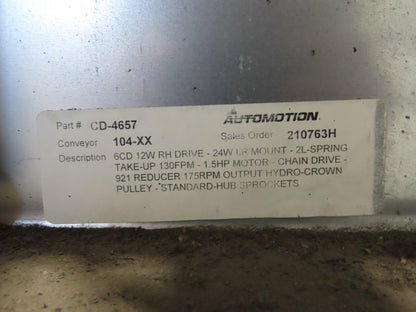 Part # CD-4657 AUTOMOTION
Conveyor 104-XX Sales Order 210763H
Description 6CD 12W RH DRIVE - 24W LR MOUNT - 2L-SPRING
TAKE-UP 130FPM - 1.5HP MOTOR - CHAIN DRIVE -
921 REDUCER 175RPM OUTPUT HYDRO-CROWN
PULLEY - STANDARD-HUB SPROCKETS